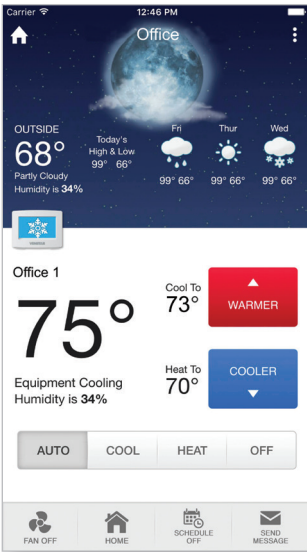 Carrier 12:46 PM
Office
OUTSIDE
68°
Partly Cloudy
Humidity is 34%
Today's
High & Low
99° 66°
Fri
99° 66°
Thur
99° 66°
Wed
99° 66°
Office 1
75°
Equipment Cooling
Humidity is 34%
Cool To
73°
WARMER
Heat To
70°
COOLER
AUTO COOL HEAT OFF
FAN OFF
HOME
SCHEDULE
OFF
SEND
MESSAGE